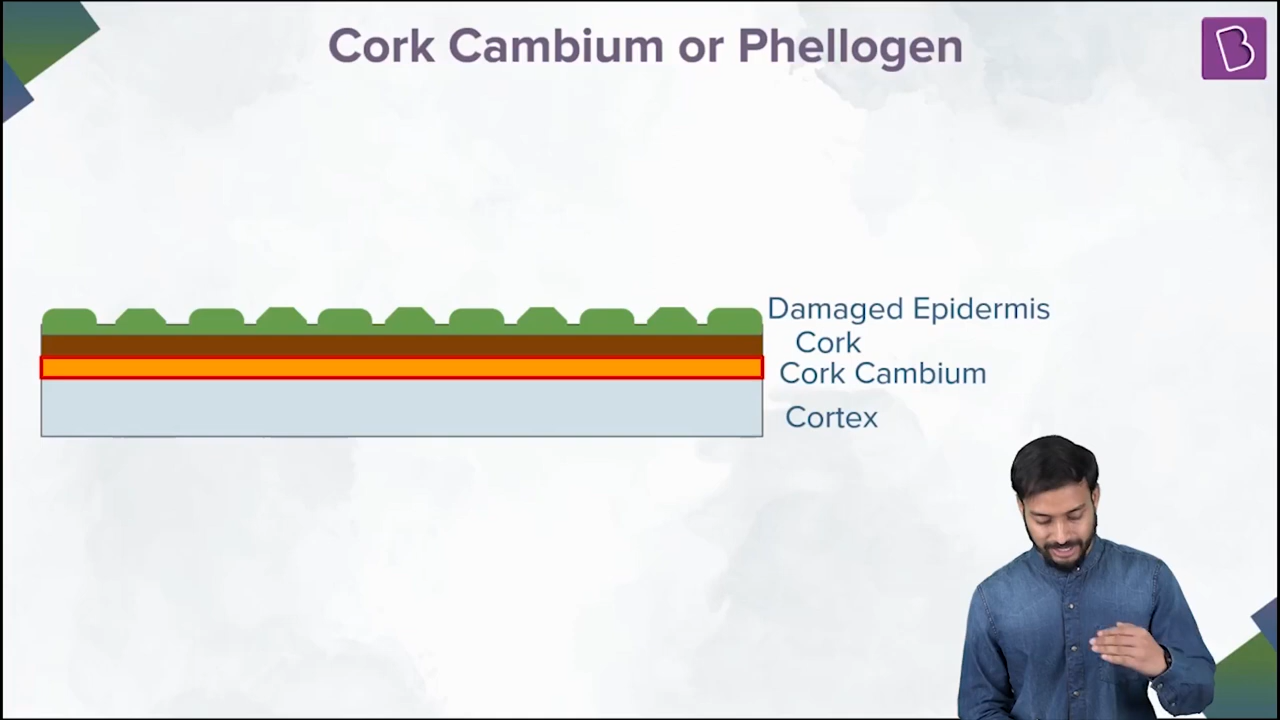 Cork Cambium or Phellogen
Damaged Epidermis
Cork
Cork Cambium
Cortex